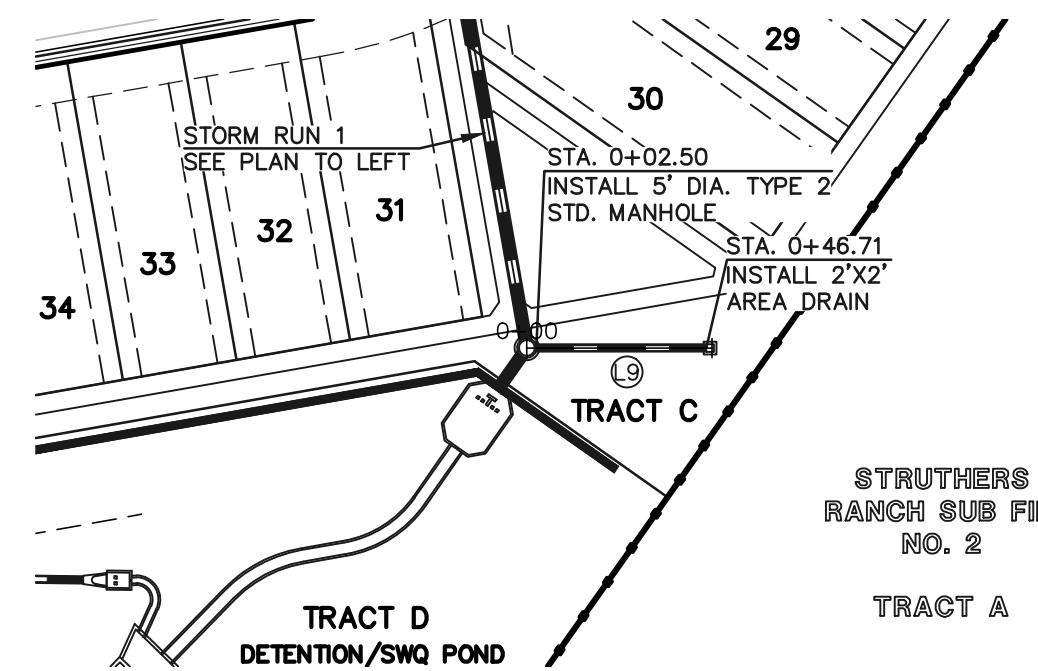 29
30
STORM RUN 1
SEE PLAN TO LEFT
STA. 0+02.50
INSTALL 5' DIA. TYPE 2
STD. MANHOLE
31
32
33
34
STA. 0+46.71
INSTALL 2'X2'
AREA DRAIN
0+00
L9
TRACT C
STRUTHERS
RANCH SUB FI
NO. 2
TRACT A
TRACT D
DETENTION/SWQ POND